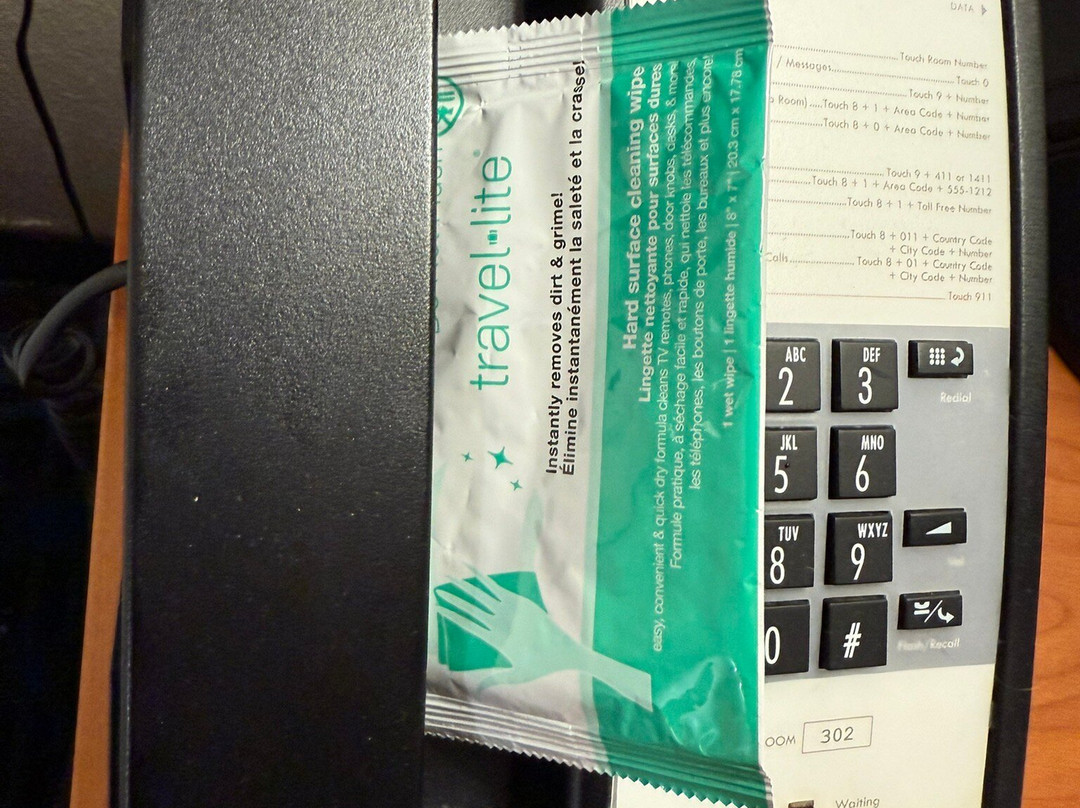 travel•lite
Instantly removes dirt & grime!
Élimine instantanément la saleté et la crasse!
Hard surface cleaning wipe
Lingette nettoyante pour surfaces dures
easy, convenient & quick dry formula cleans TV remotes, phones, door knobs, dasks, & more!
Formule pratique, à séchage facile et rapide, qui nettoie les télécommandes,
les téléphones, les boutons de porte, les bureaux et plus encore!
1 wet wipe | 1 lingette humide | 8" x 7" | 20.3 cm x 17.78 cm
DATA
Touch Room Number
/ Messages Touch 0
Touch 9 + Number
Room) Touch 8 + 1 + Area Code + Number
Touch 8 + 0 + Area Code + Number
Touch 9 + 411 or 1411
Touch 8 + 1 + Area Code + 555-1212
Touch 8 + 1 + Toll Free Number
Touch 8 + 011 + Country Code
+ City Code + Number
Calls Touch 8 + 01 + Country Code
+ City Code + Number
Touch 911
ABC
2
DEF
3
Redial
JKL
5
MNO
6
TUV
8
WXYZ
9
0
#
Flash/Recall
OOM 302
Waiting